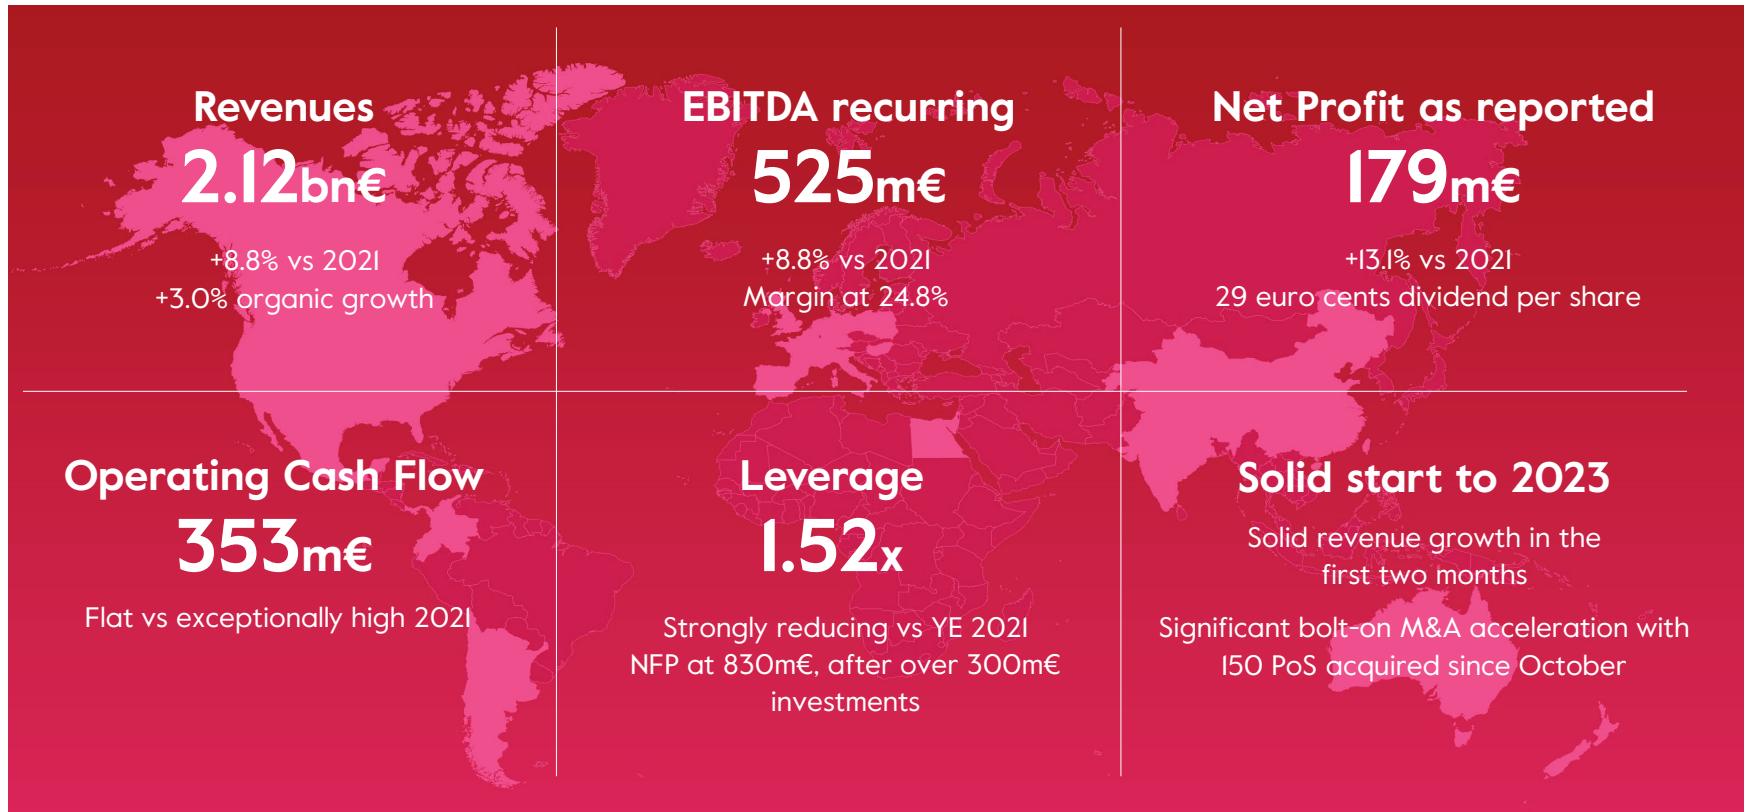 Revenues
2.12bn€
+8.8% vs 2021
+3.0% organic growth
EBITDA recurring
525m€
+8.8% vs 2021
Margin at 24.8%
Net Profit as reported
179m€
+13.1% vs 2021
29 euro cents dividend per share
Operating Cash Flow
353m€
Flat vs exceptionally high 2021
Leverage
1.52x
Strongly reducing vs YE 2021
NFP at 830m€, after over 300m€
investments
Solid start to 2023
Solid revenue growth in the
first two months
Significant bolt-on M&A acceleration with
150 PoS acquired since October